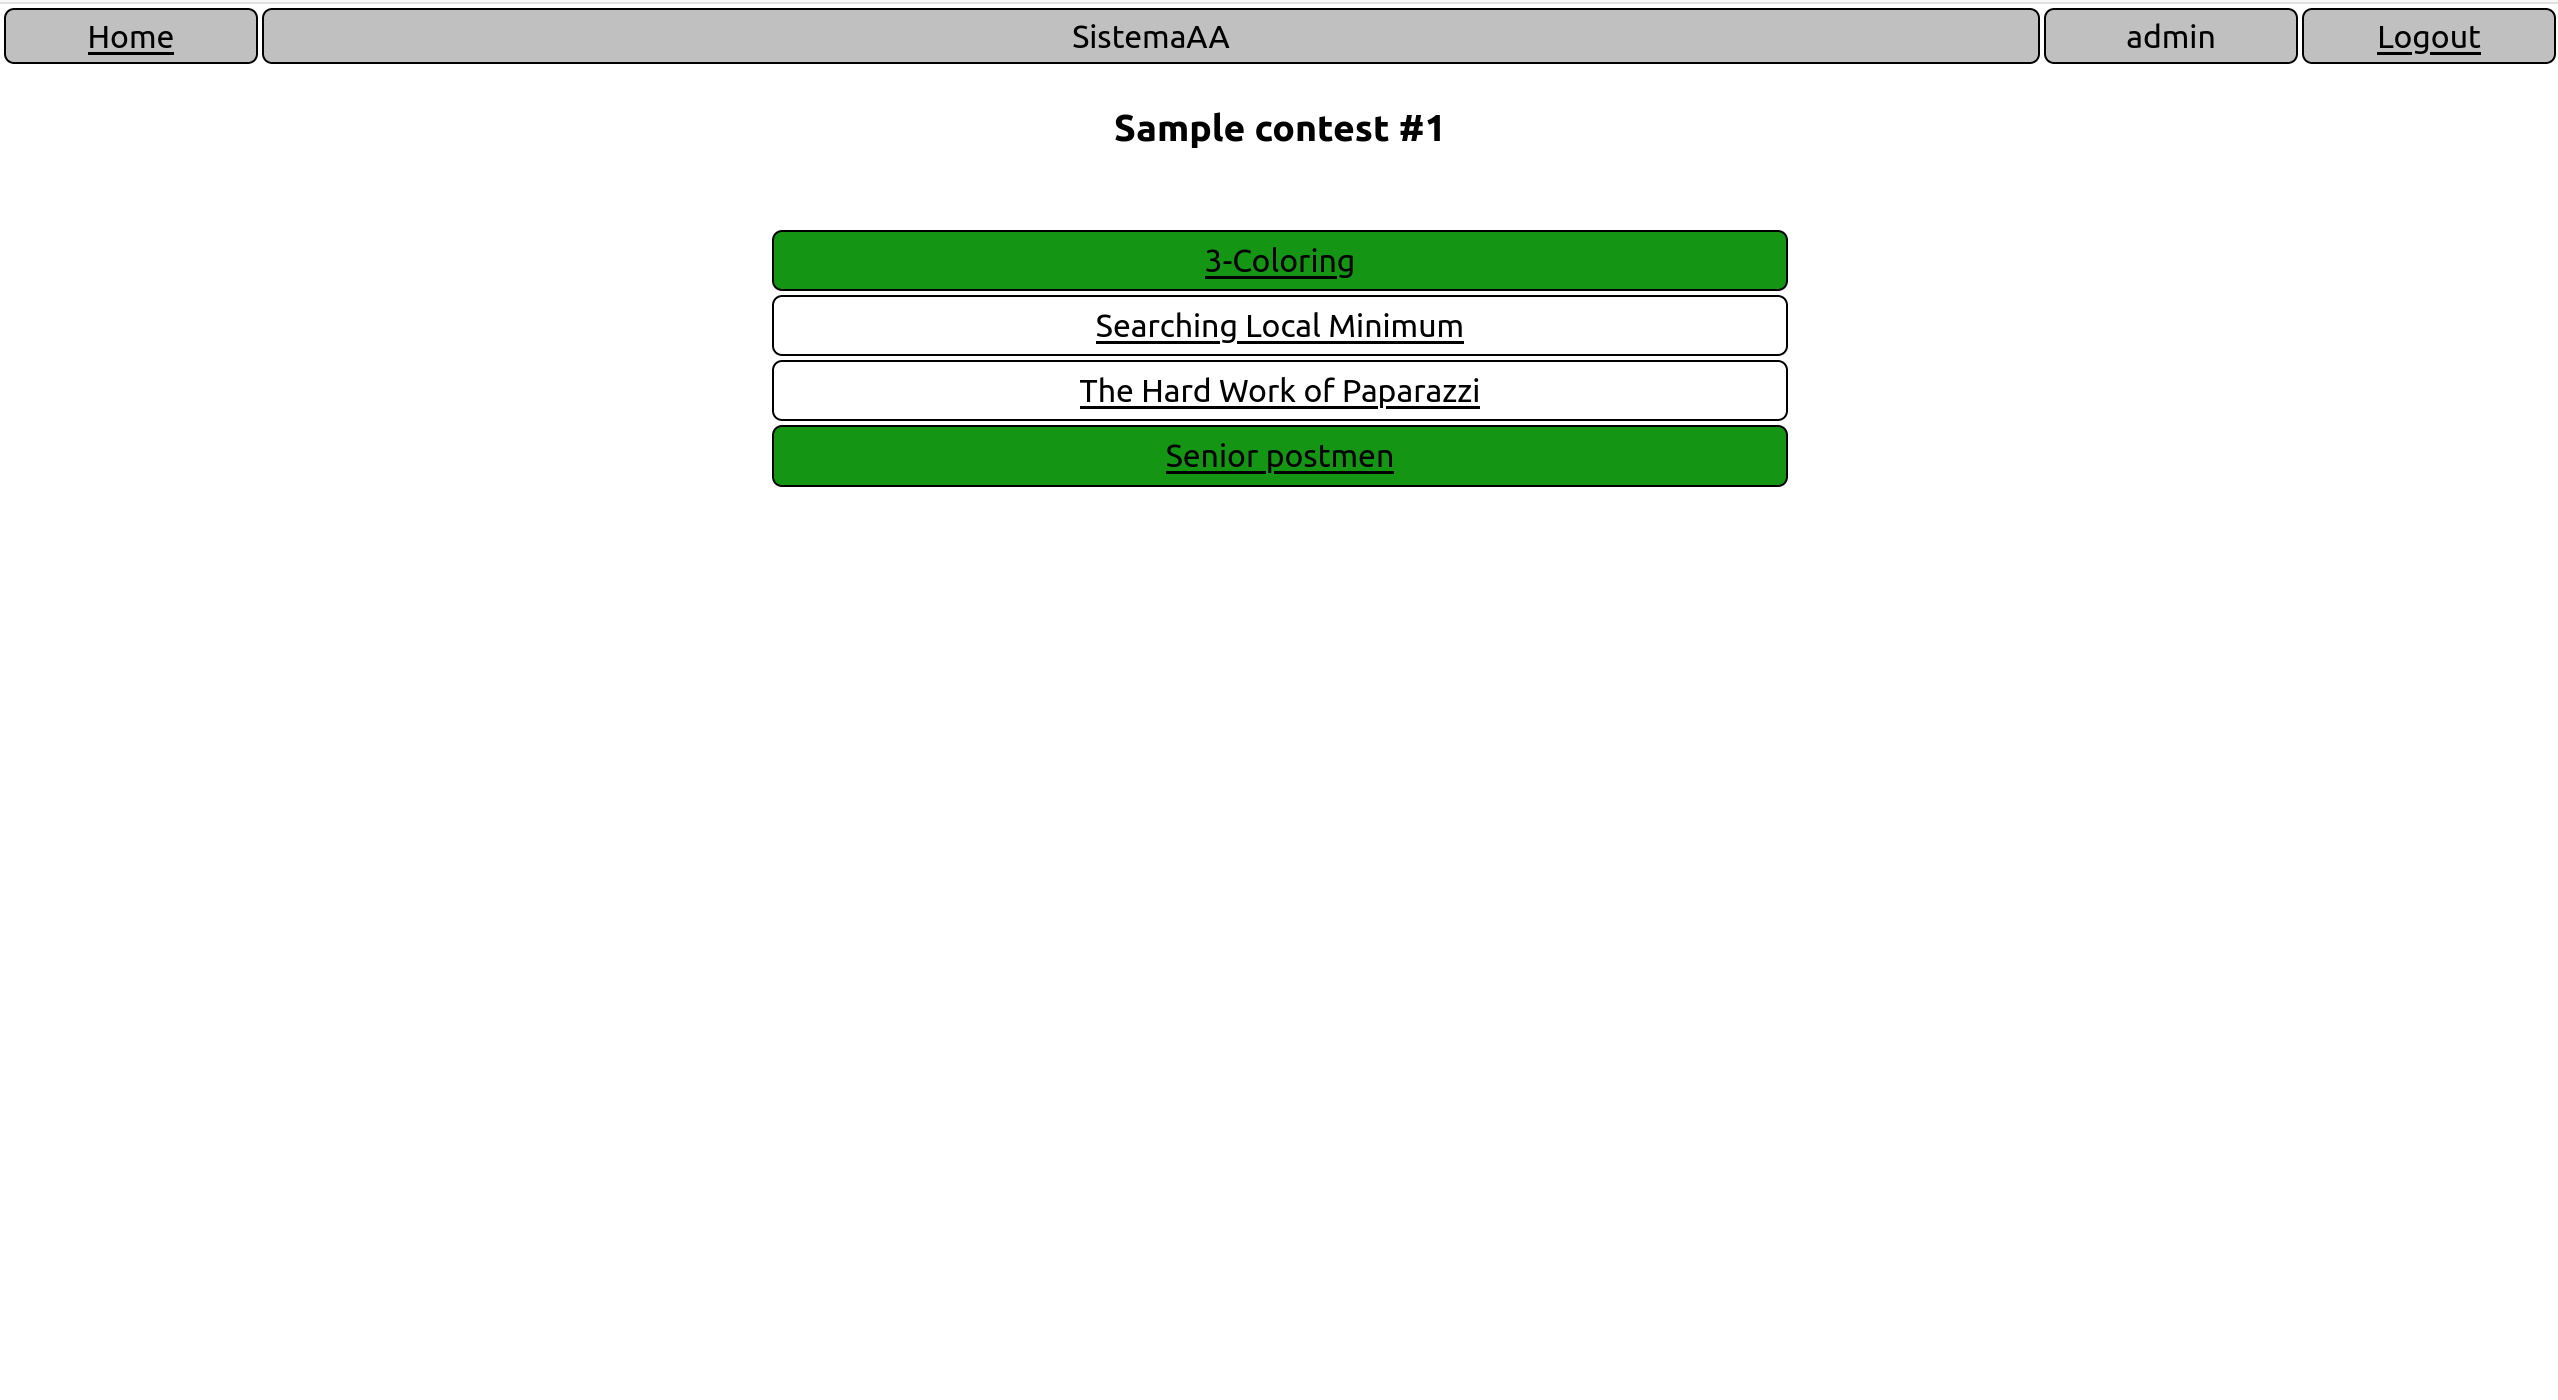 Home SistemaAA admin Logout
Sample contest #1
3-Coloring
Searching Local Minimum
The Hard Work of Paparazzi
Senior postmen